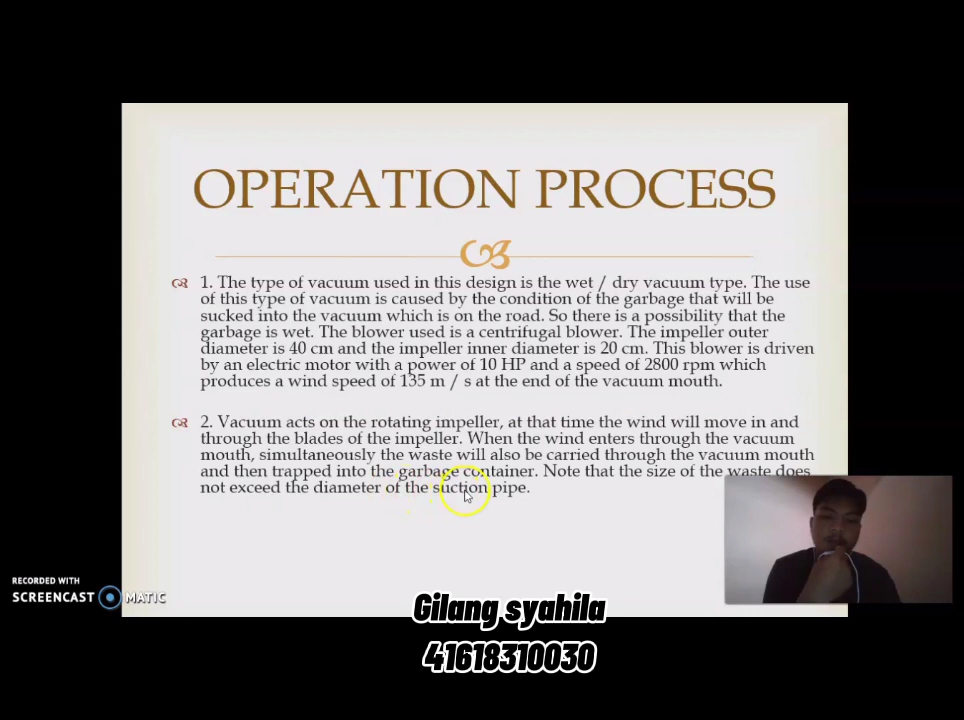 OPERATION PROCESS
1. The type of vacuum used in this design is the wet / dry vacuum type. The use
of this type of vacuum is caused by the condition of the garbage that will be
sucked into the vacuum which is on the road. So there is a possibility that the
garbage is wet. The blower used is a centrifugal blower. The impeller outer
diameter is 40 cm and the impeller inner diameter is 20 cm. This blower is driven
by an electric motor with a power of 10 HP and a speed of 2800 rpm which
produces a wind speed of 135 m / s at the end of the vacuum mouth.
2. Vacuum acts on the rotating impeller, at that time the wind will move in and
through the blades of the impeller. When the wind enters through the vacuum
mouth, simultaneously the waste will also be carried through the vacuum mouth
and then trapped into the garbage container. Note that the size of the waste does
not exceed the diameter of the suction pipe.
RECORDED WITH
SCREENCAST MATIC
Gilang syahila
41618310030